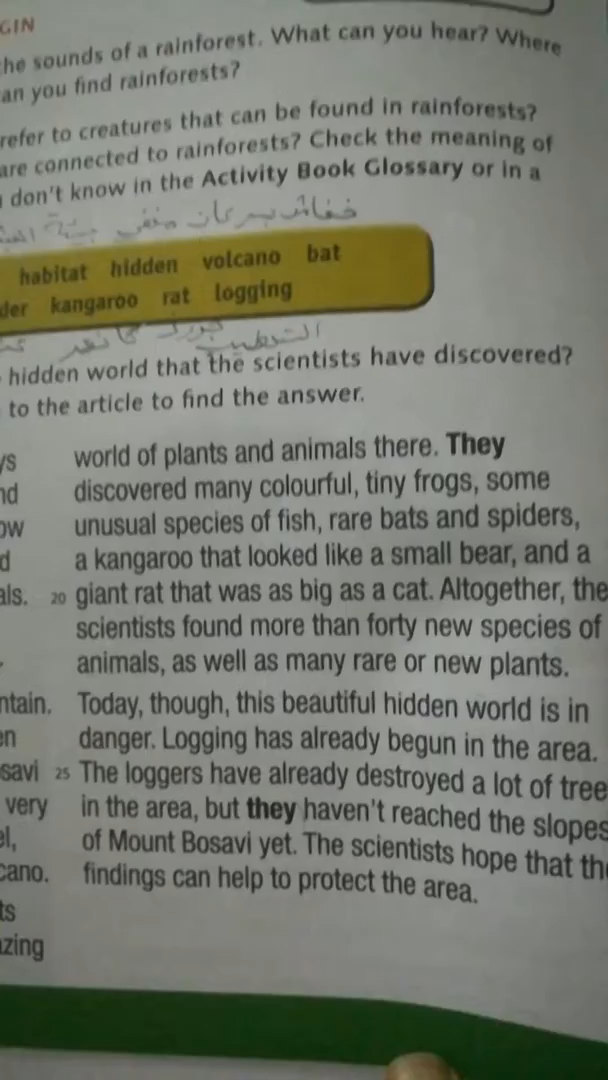 GIN
he sounds of a rainforest. What can you hear? Where
an you find rainforests?
refer to creatures that can be found in rainforests?
are connected to rainforests? Check the meaning of
don't know in the Activity Book Glossary or in a
habitat hidden volcano bat
der kangaroo rat logging
hidden world that the scientists have discovered?
to the article to find the answer.
ys
nd
ow
d
als.
ntain.
en
savi
very
el,
cano.
ts
zing
world of plants and animals there. They
discovered many colourful, tiny frogs, some
unusual species of fish, rare bats and spiders,
a kangaroo that looked like a small bear, and a
20 giant rat that was as big as a cat. Altogether, the
scientists found more than forty new species of
animals, as well as many rare or new plants.
Today, though, this beautiful hidden world is in
danger. Logging has already begun in the area.
25 The loggers have already destroyed a lot of tree
in the area, but they haven't reached the slopes
of Mount Bosavi yet. The scientists hope that the
findings can help to protect the area.